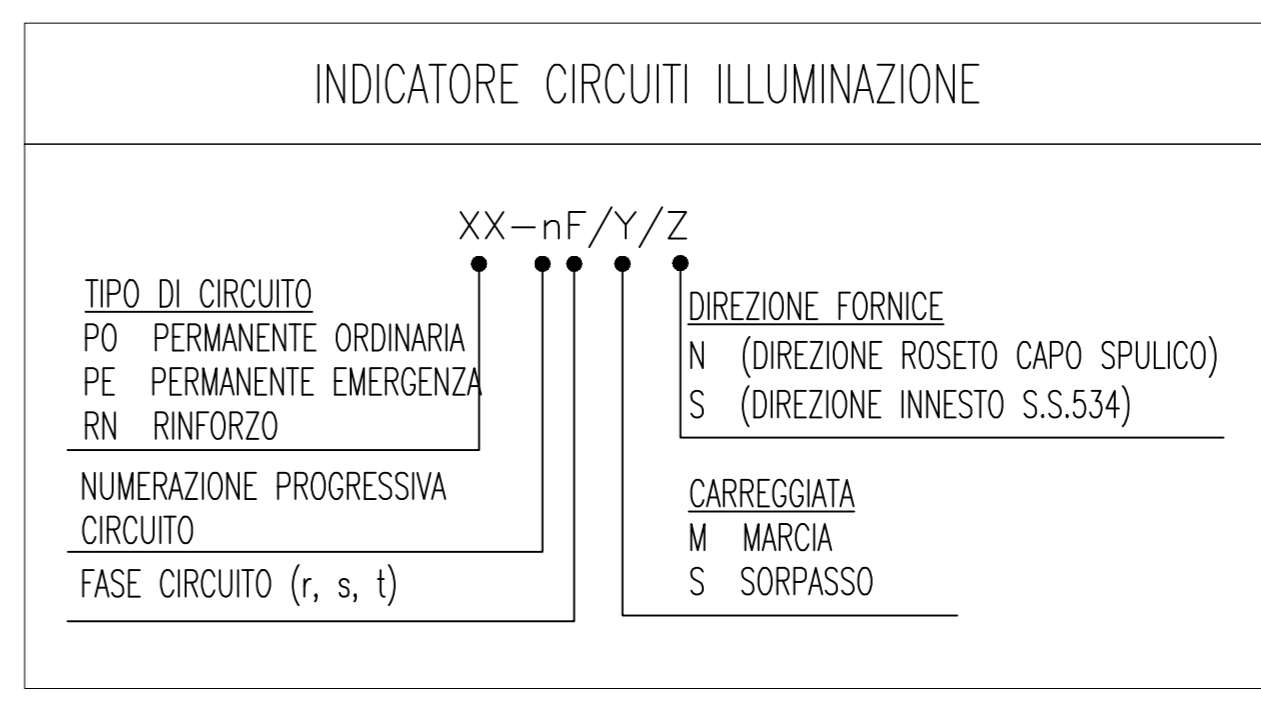 INDICATORE CIRCUITI ILLUMINAZIONE
XX-nF/Y/Z
TIPO DI CIRCUITO
PO PERMANENTE ORDINARIA
PE PERMANENTE EMERGENZA
RN RINFORZO
NUMERAZIONE PROGRESSIVA
CIRCUITO
FASE CIRCUITO (r, s, t)
DIREZIONE FORNICE
N (DIREZIONE ROSETO CAPO SPULICO)
S (DIREZIONE INNESTO S.S.534)
CARREGGIATA
M MARCIA
S SORPASSO